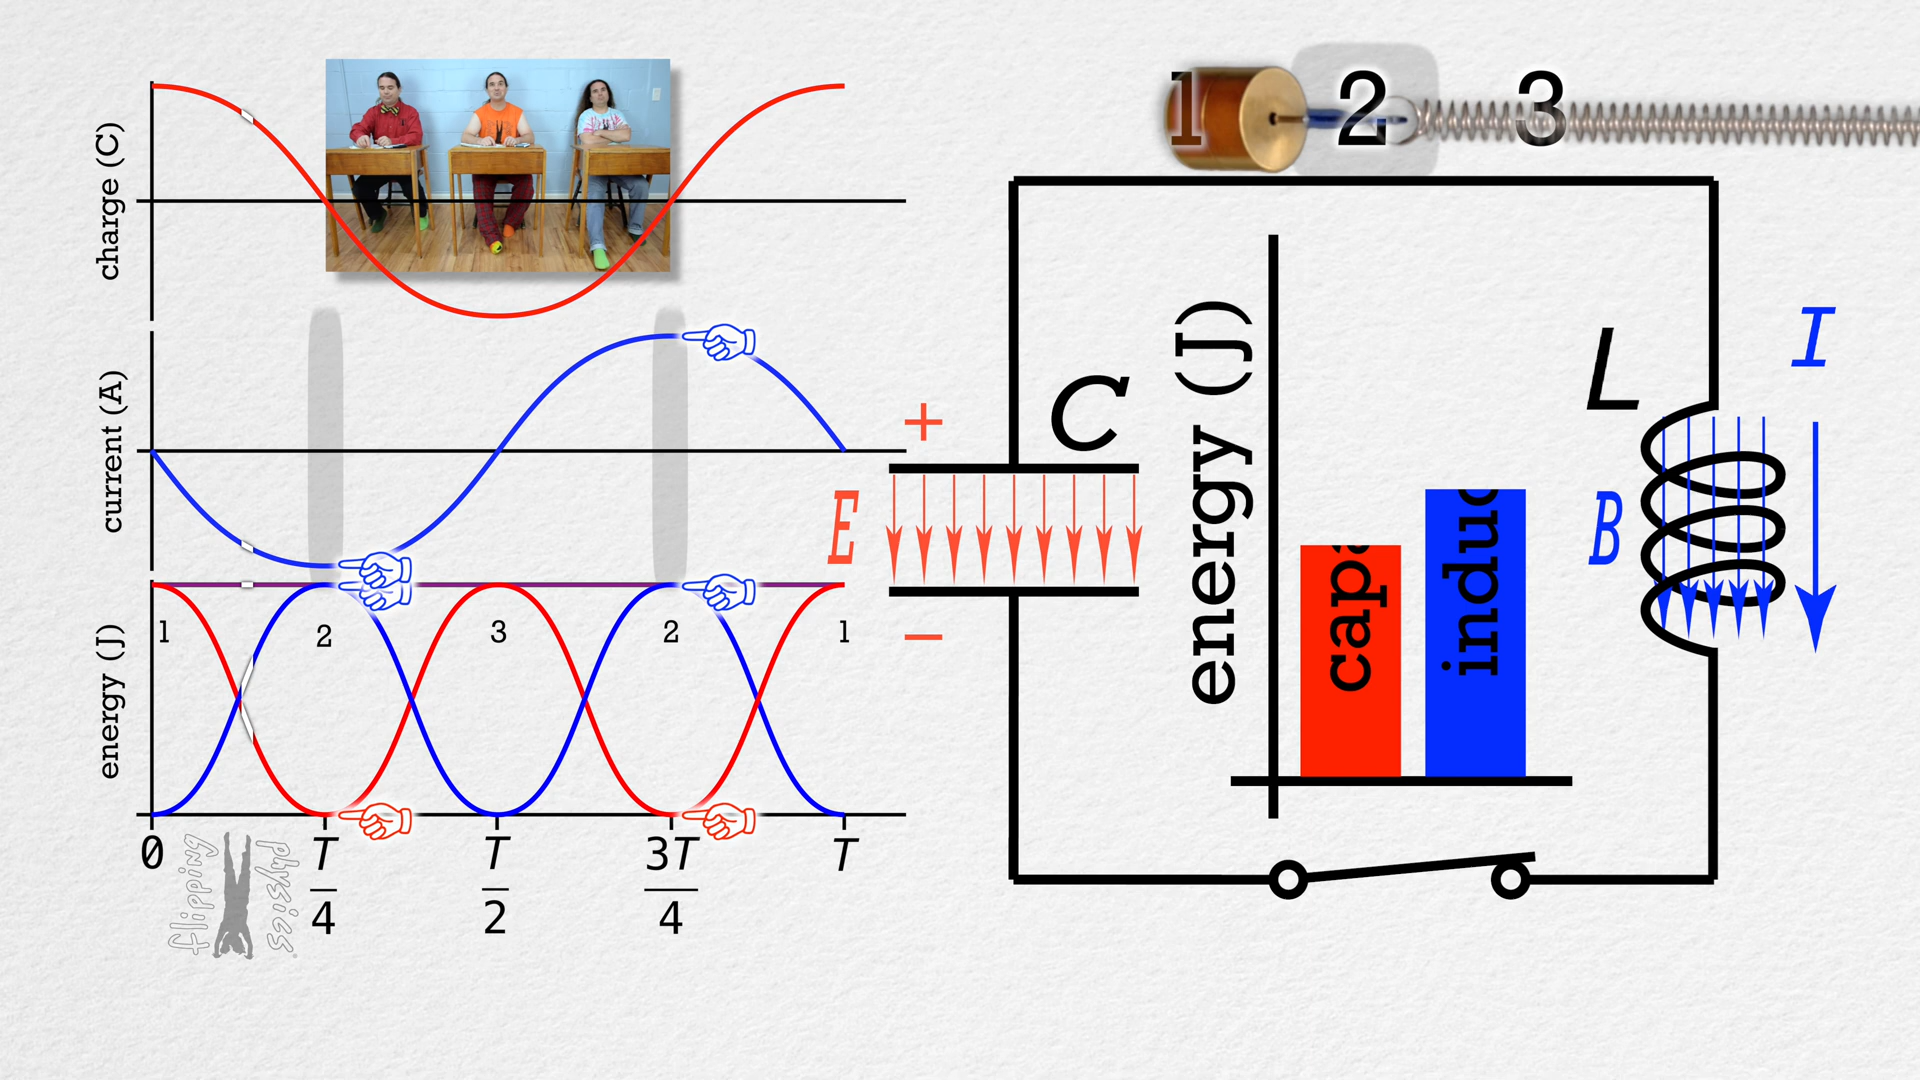 charge (C)
current (A)
energy (J)
1
2
3
2
1
0
T
4
T
2
3T
4
T
flipping
physics
1
2
3
C
+
E
−
energy (J)
capa
induc
L
I
B